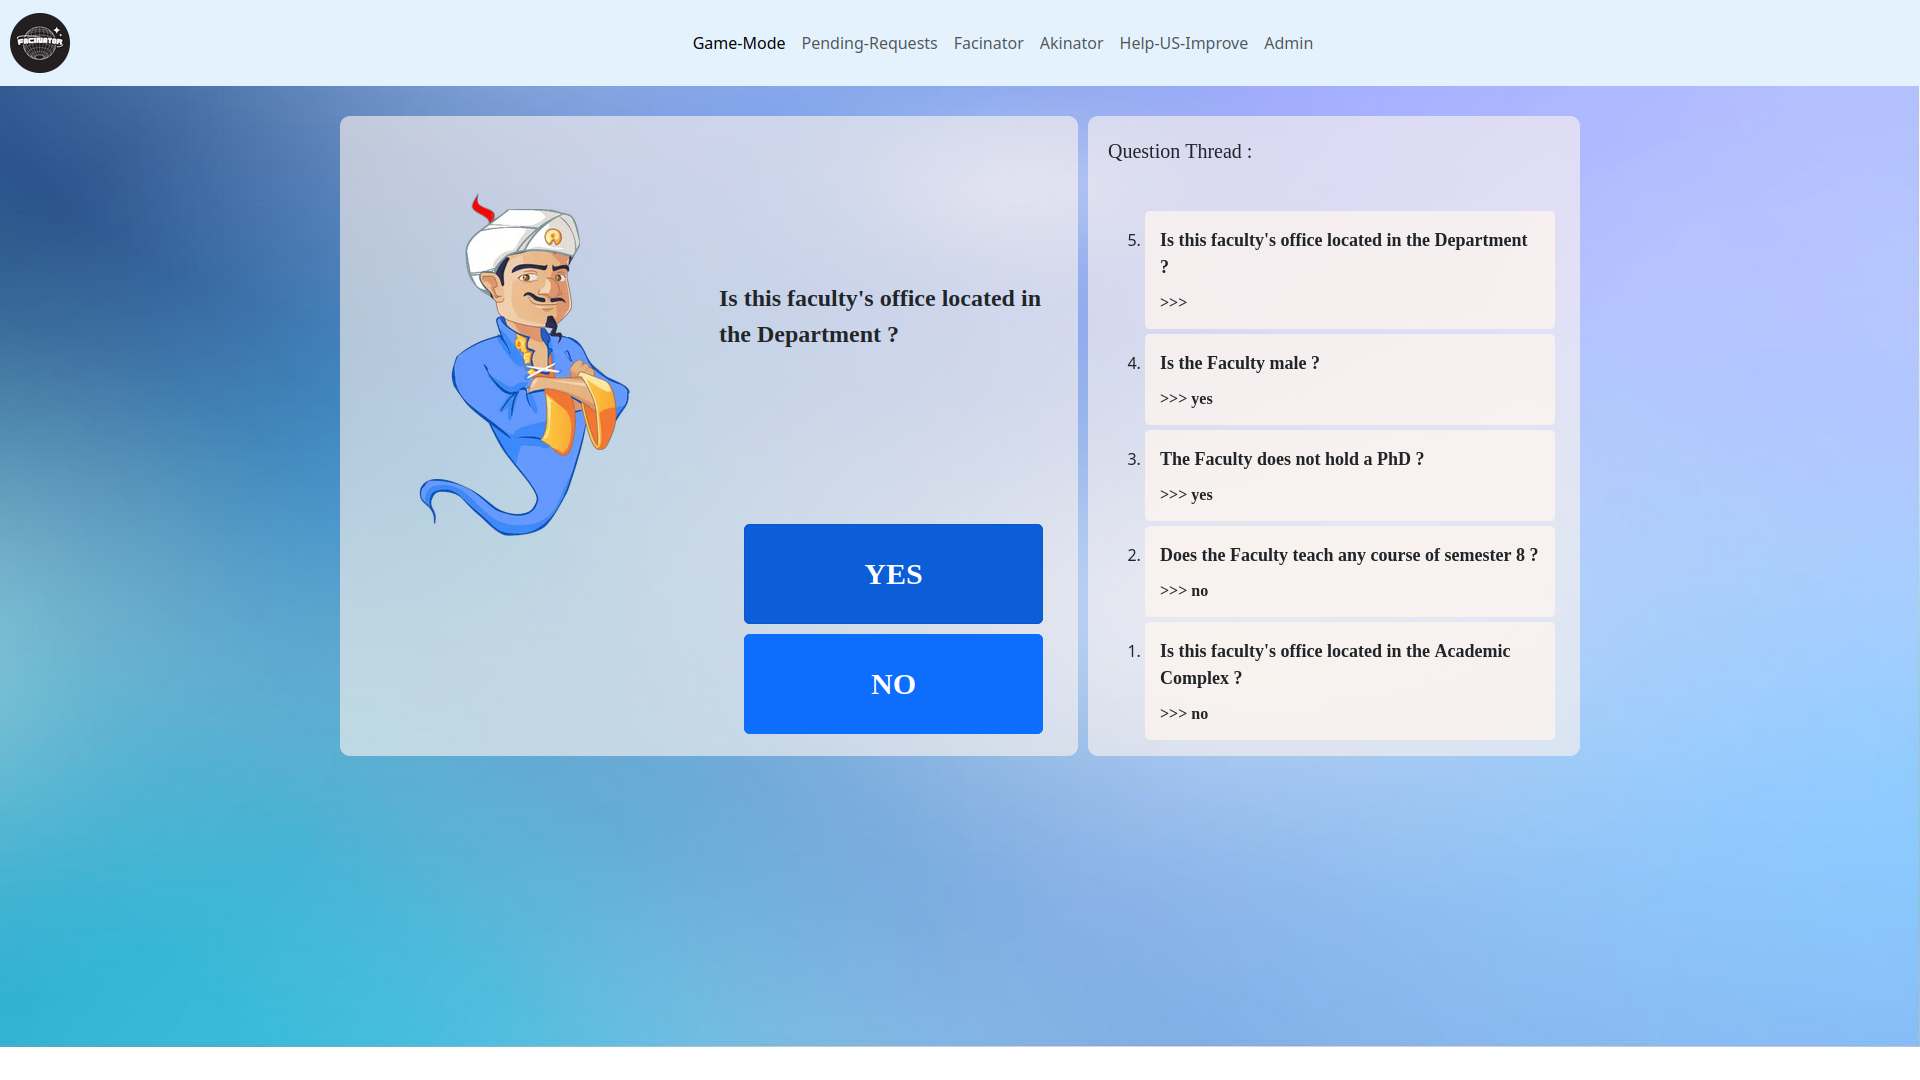 FACINATOR
Game-Mode Pending-Requests Facinator Akinator Help-US-Improve Admin
Is this faculty's office located in
the Department ?
YES
NO
Question Thread :
5. Is this faculty's office located in the Department
?
>>>
4. Is the Faculty male ?
>>> yes
3. The Faculty does not hold a PhD ?
>>> yes
2. Does the Faculty teach any course of semester 8 ?
>>> no
1. Is this faculty's office located in the Academic
Complex ?
>>> no